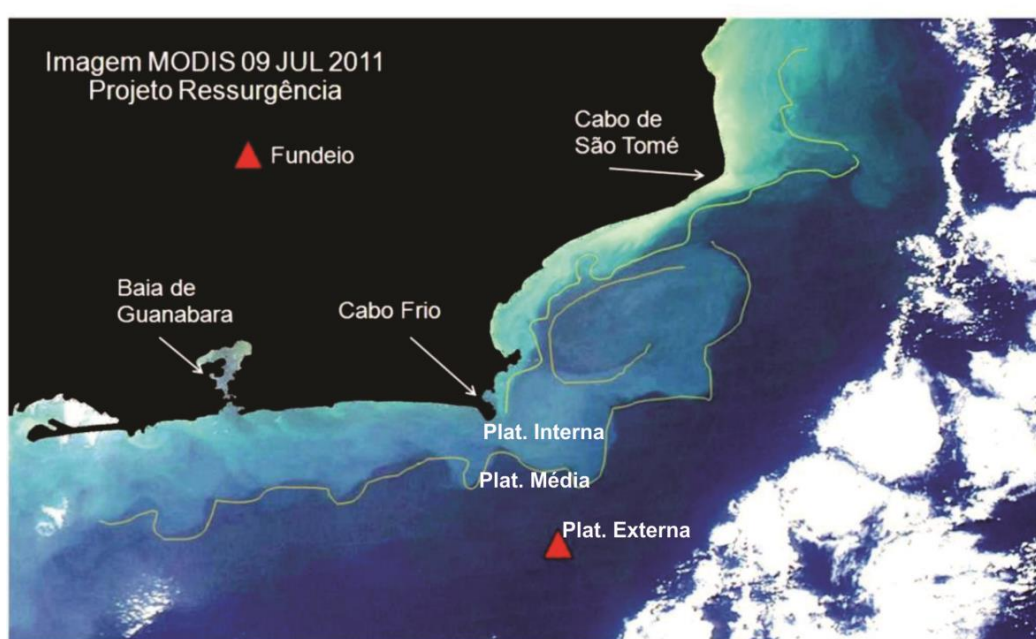 Imagem MODIS 09 JUL 2011
Projeto Ressurgência
Fundeio
Cabo de
São Tomé
Baia de
Guanabara
Cabo Frio
Plat. Interna
Plat. Média
Plat. Externa